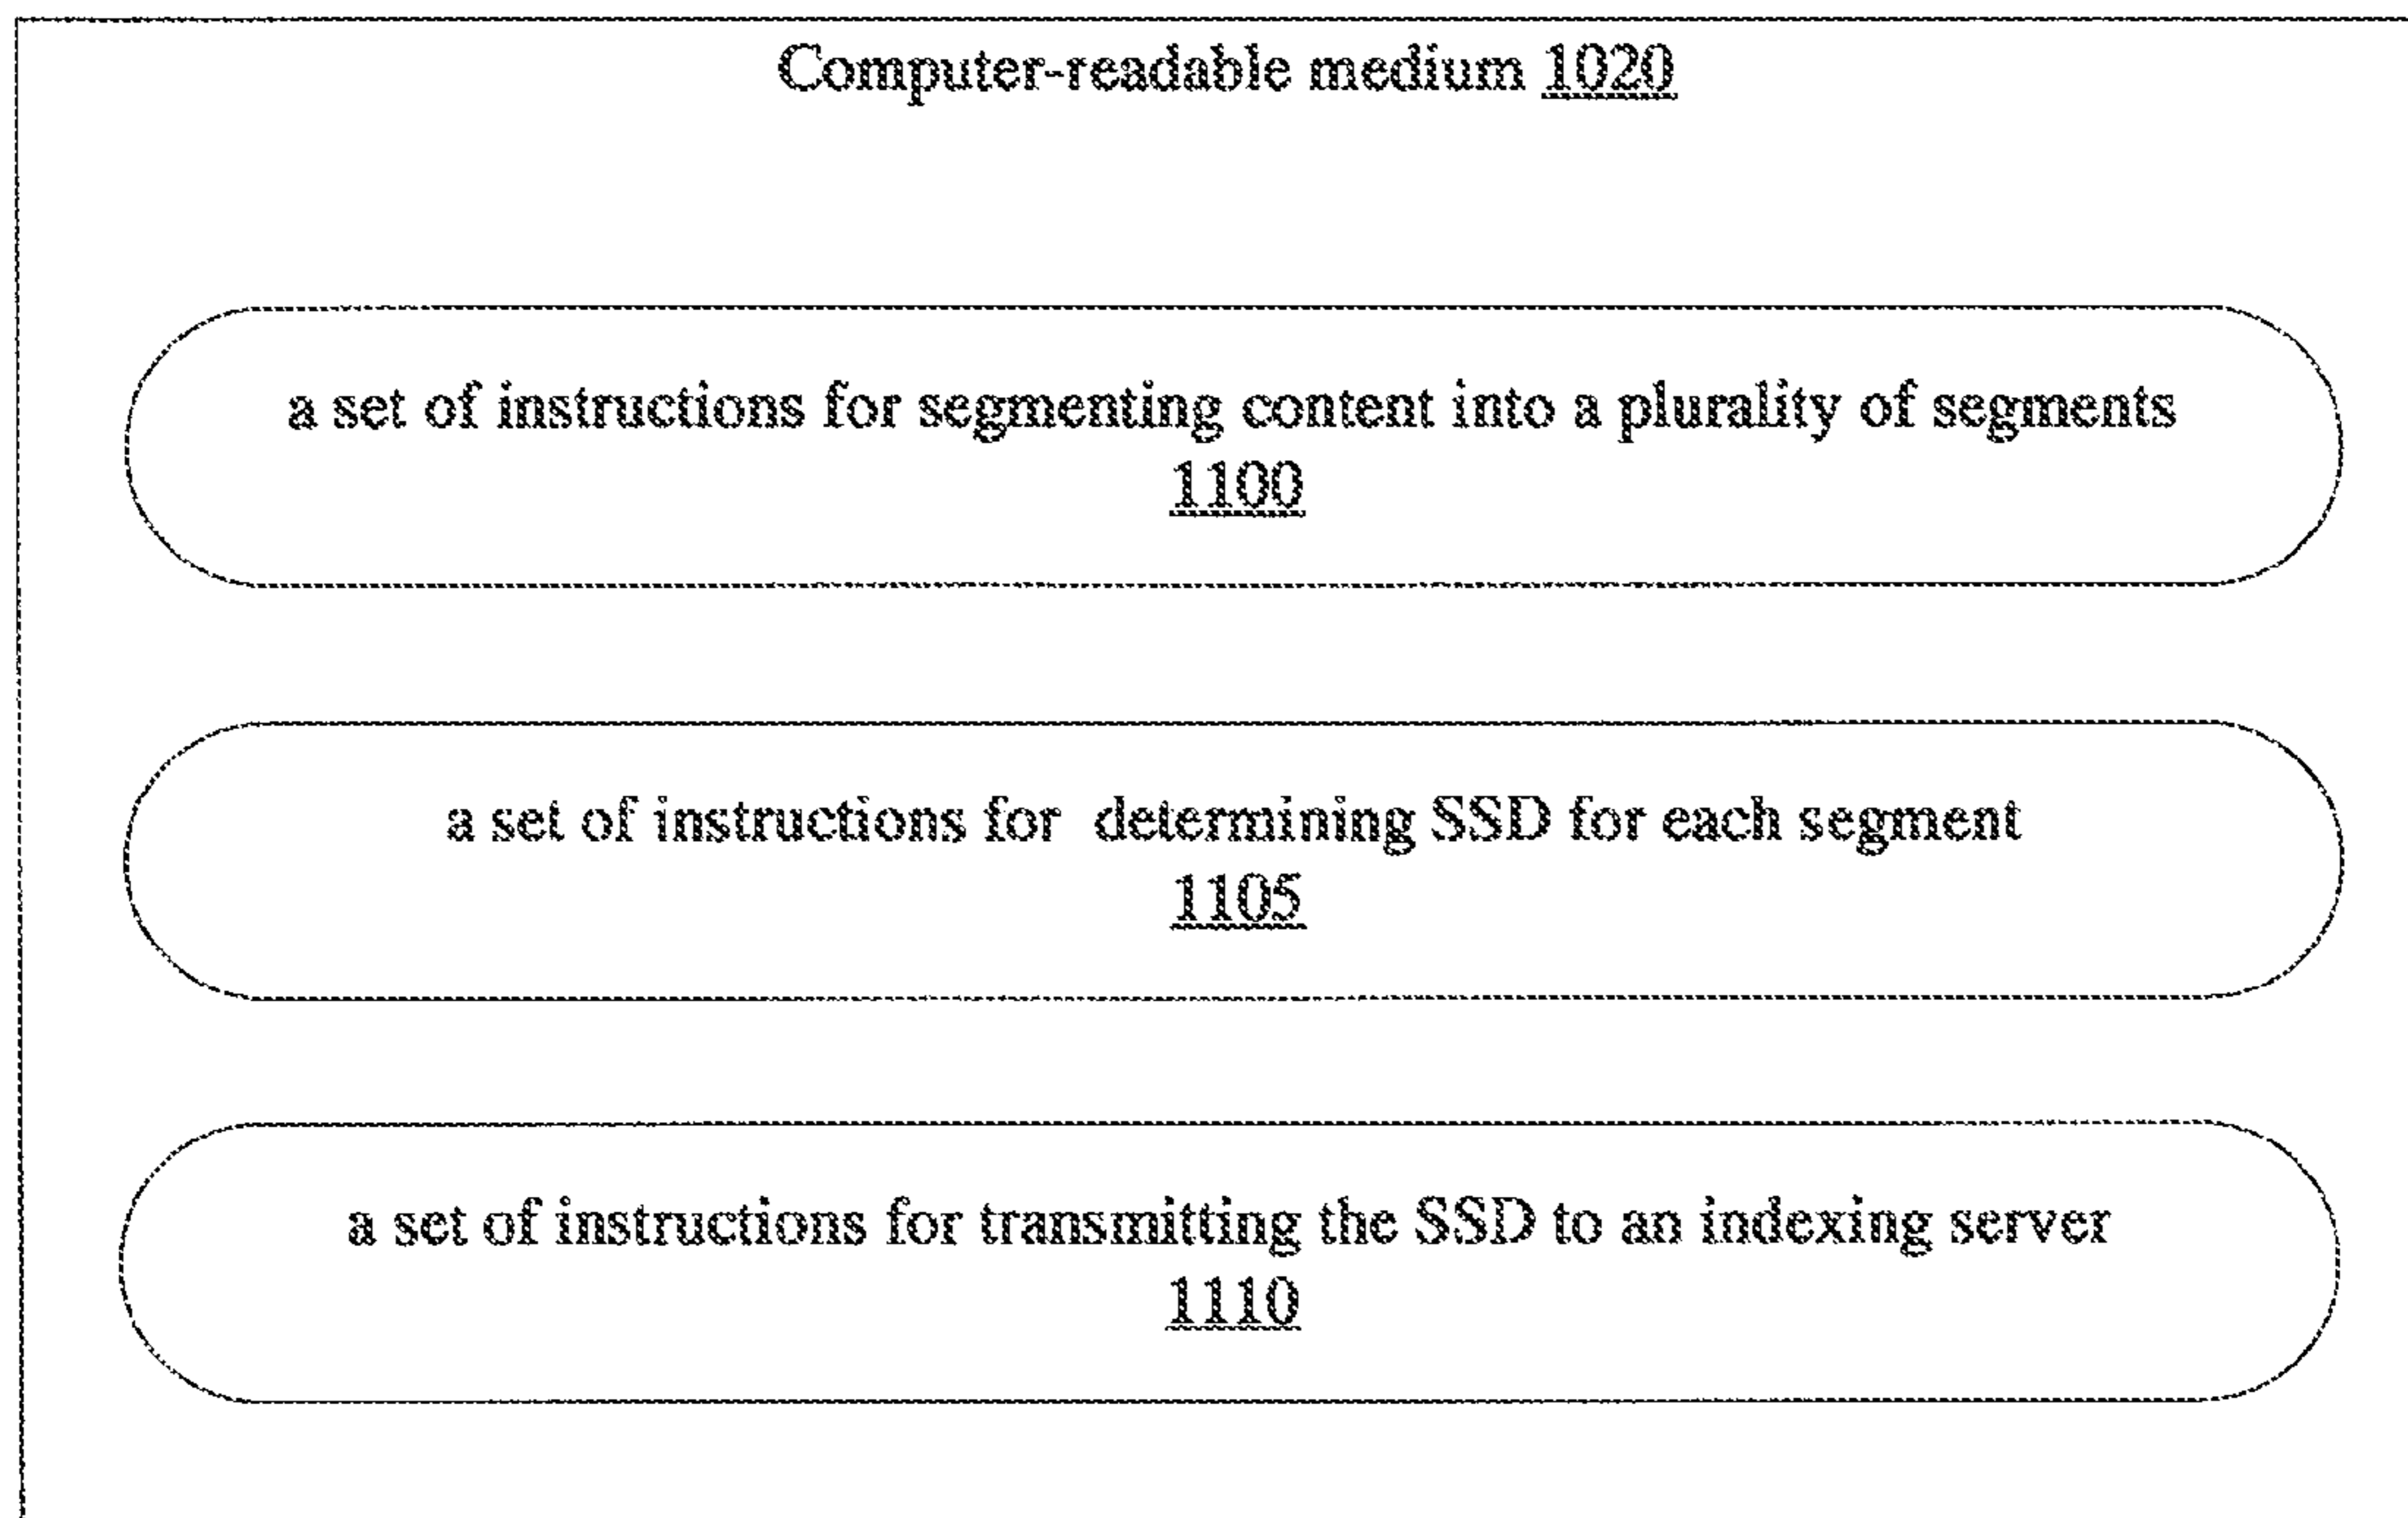 Computer-readable medium 1020
a set of instructions for segmenting content into a plurality of segments
1100
a set of instructions for determining SSD for each segment
1105
a set of instructions for transmitting the SSD to an indexing server
1110